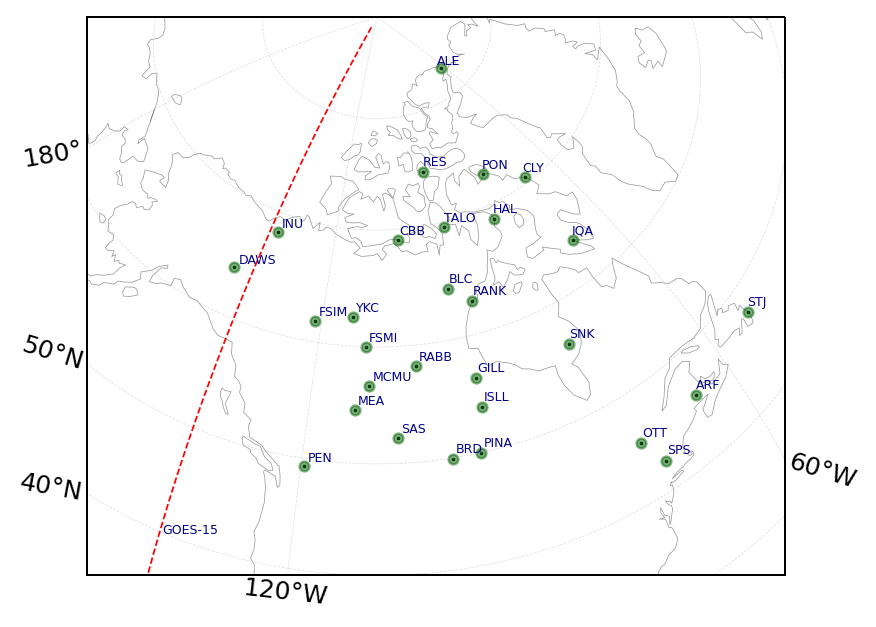 ALE
180°
RES
PON
CLY
INU
CBB
TALO
HAL
IQA
DAWS
BLC
RANK
STJ
FSIM
YKC
50°N
FSMI
SNK
RABB
GILL
MCMU
ARF
MEA
ISLL
SAS
OTT
PEN
BRD
PINA
SPS
60°W
40°N
GOES-15
120°W